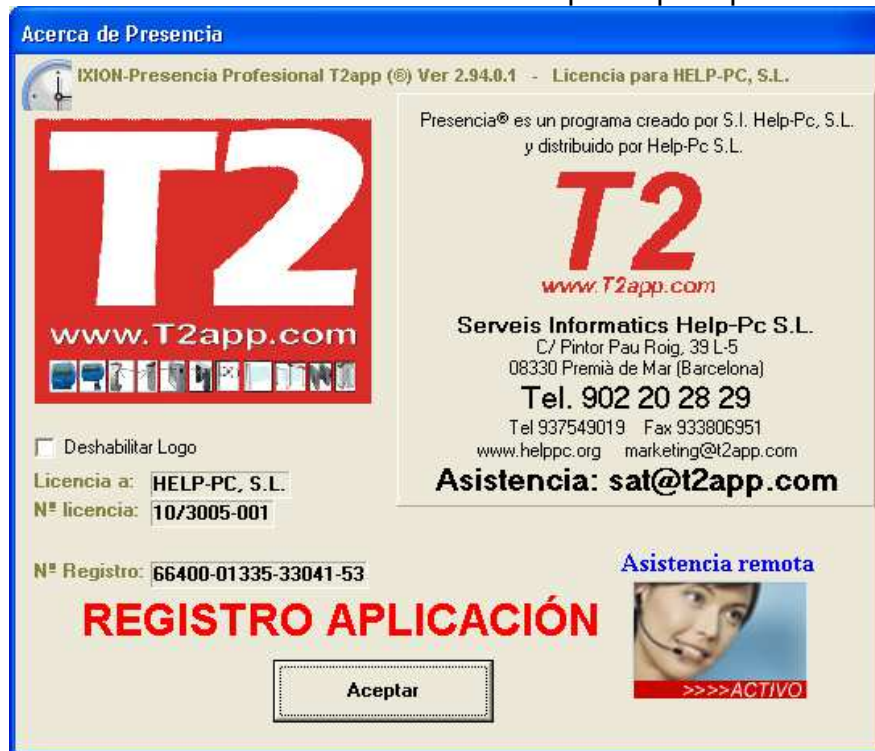 Acerca de Presencia
IXION-Presencia Profesional T2app (®) Ver 2.94.0.1 - Licencia para HELP-PC, S.L.
T2
www.T2app.com
Presencia® es un programa creado por S.I. Help-Pc, S.L.
y distribuido por Help-Pc S.L.
T2
www.T2app.com
Serveis Informatics Help-Pc S.L.
C/ Pintor Pau Roig, 39 L-5
08330 Premià de Mar (Barcelona)
Tel. 902 20 28 29
Tel 937549019 Fax 933806951
www.helppc.org marketing@t2app.com
Asistencia: sat@t2app.com
Deshabilitar Logo
Licencia a: HELP-PC, S.L.
Nº licencia: 10/3005-001
Nº Registro: 66400-01335-33041-53
REGISTRO APLICACIÓN
Aceptar
Asistencia remota
>>>>ACTIVO